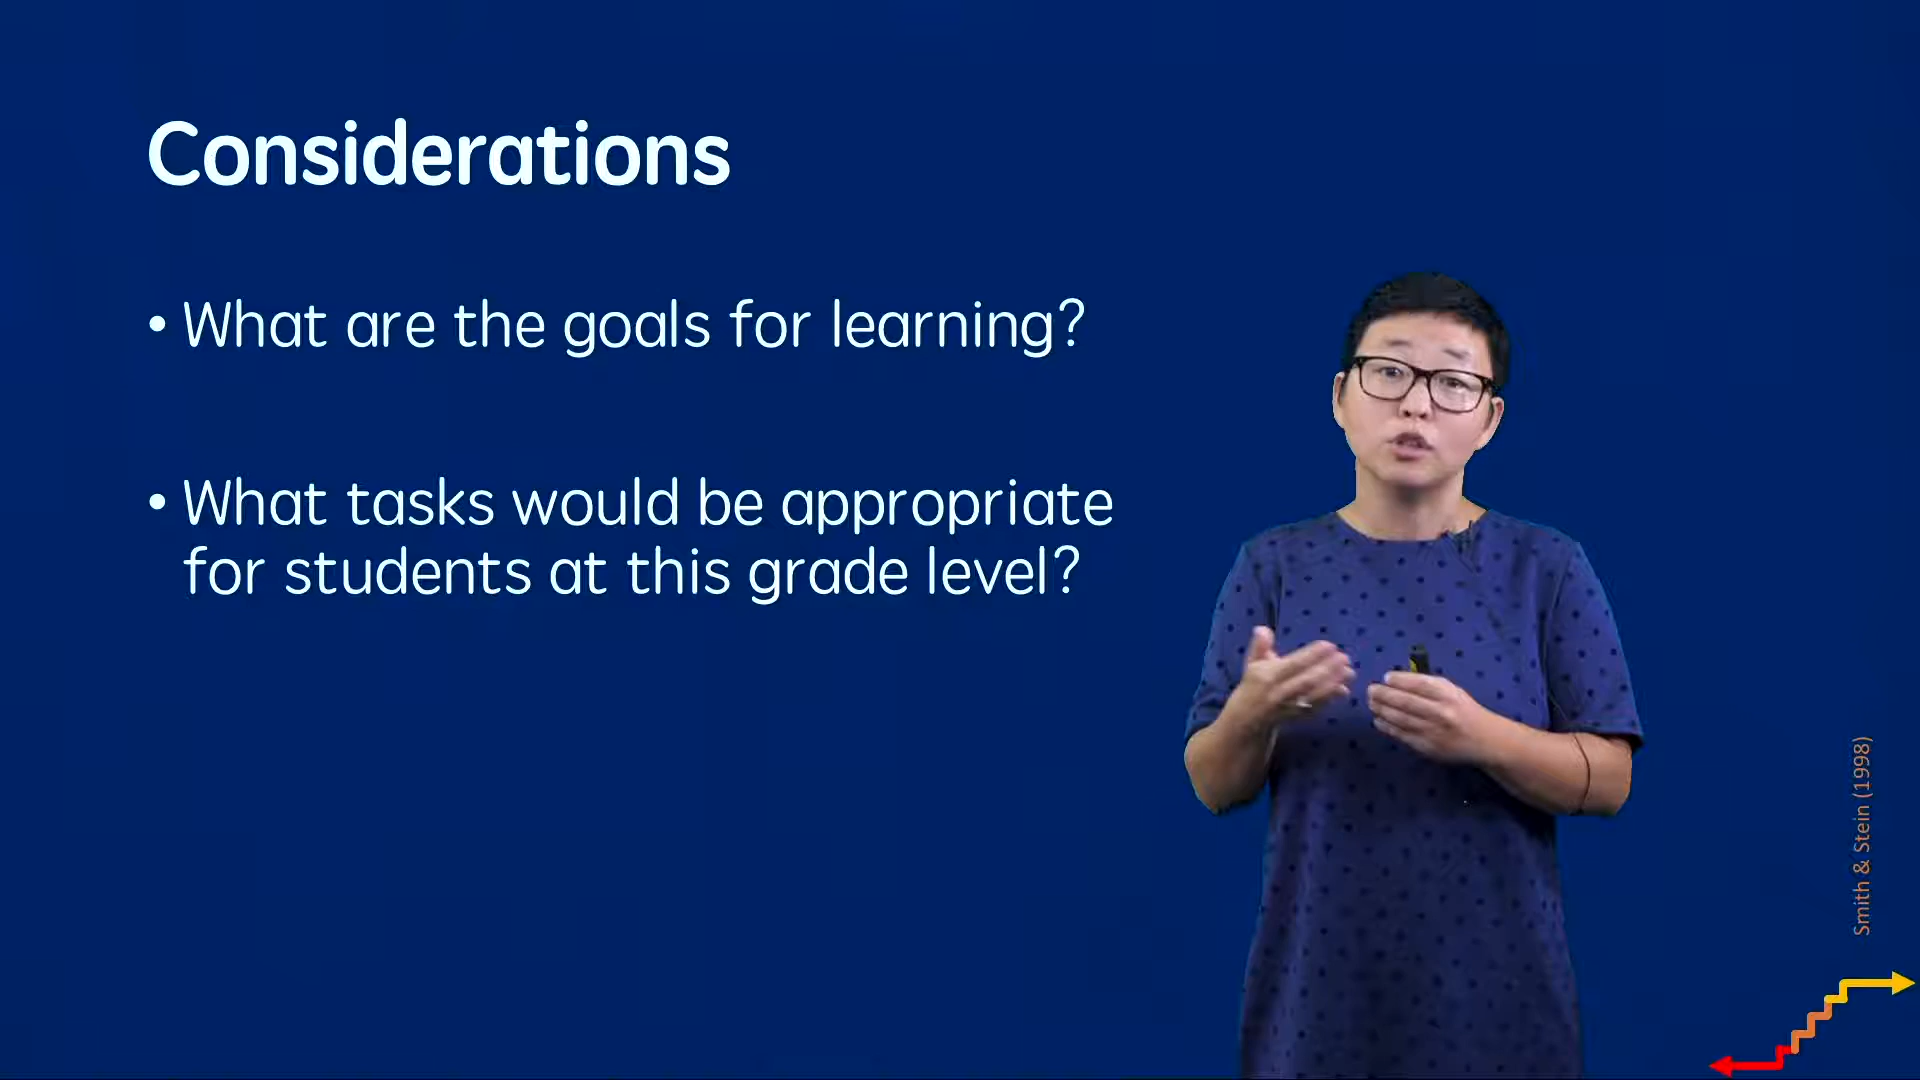 Considerations
• What are the goals for learning?
• What tasks would be appropriate
for students at this grade level?
Smith & Stein (1998)